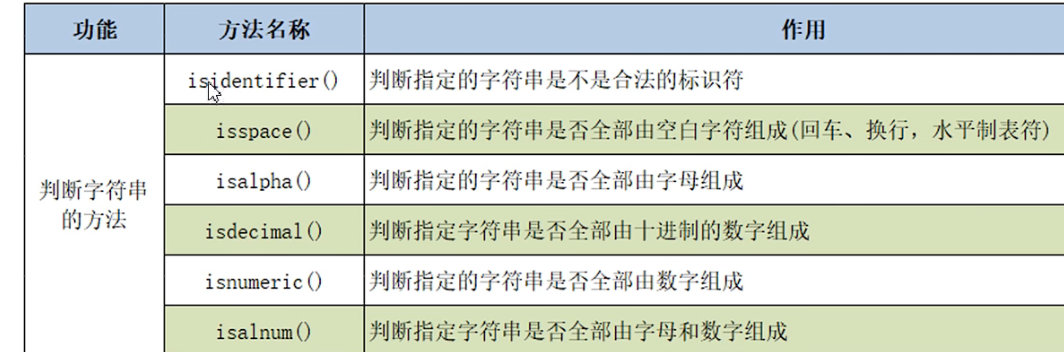 功能 方法名称 作用
isidentifier() 判断指定的字符串是不是合法的标识符
isspace() 判断指定的字符串是否全部由空白字符组成(回车、换行，水平制表符)
isalpha() 判断指定的字符串是否全部由字母组成
判断字符串
的方法
isdecimal() 判断指定字符串是否全部由十进制的数字组成
isnumeric() 判断指定的字符串是否全部由数字组成
isalnum() 判断指定字符串是否全部由字母和数字组成